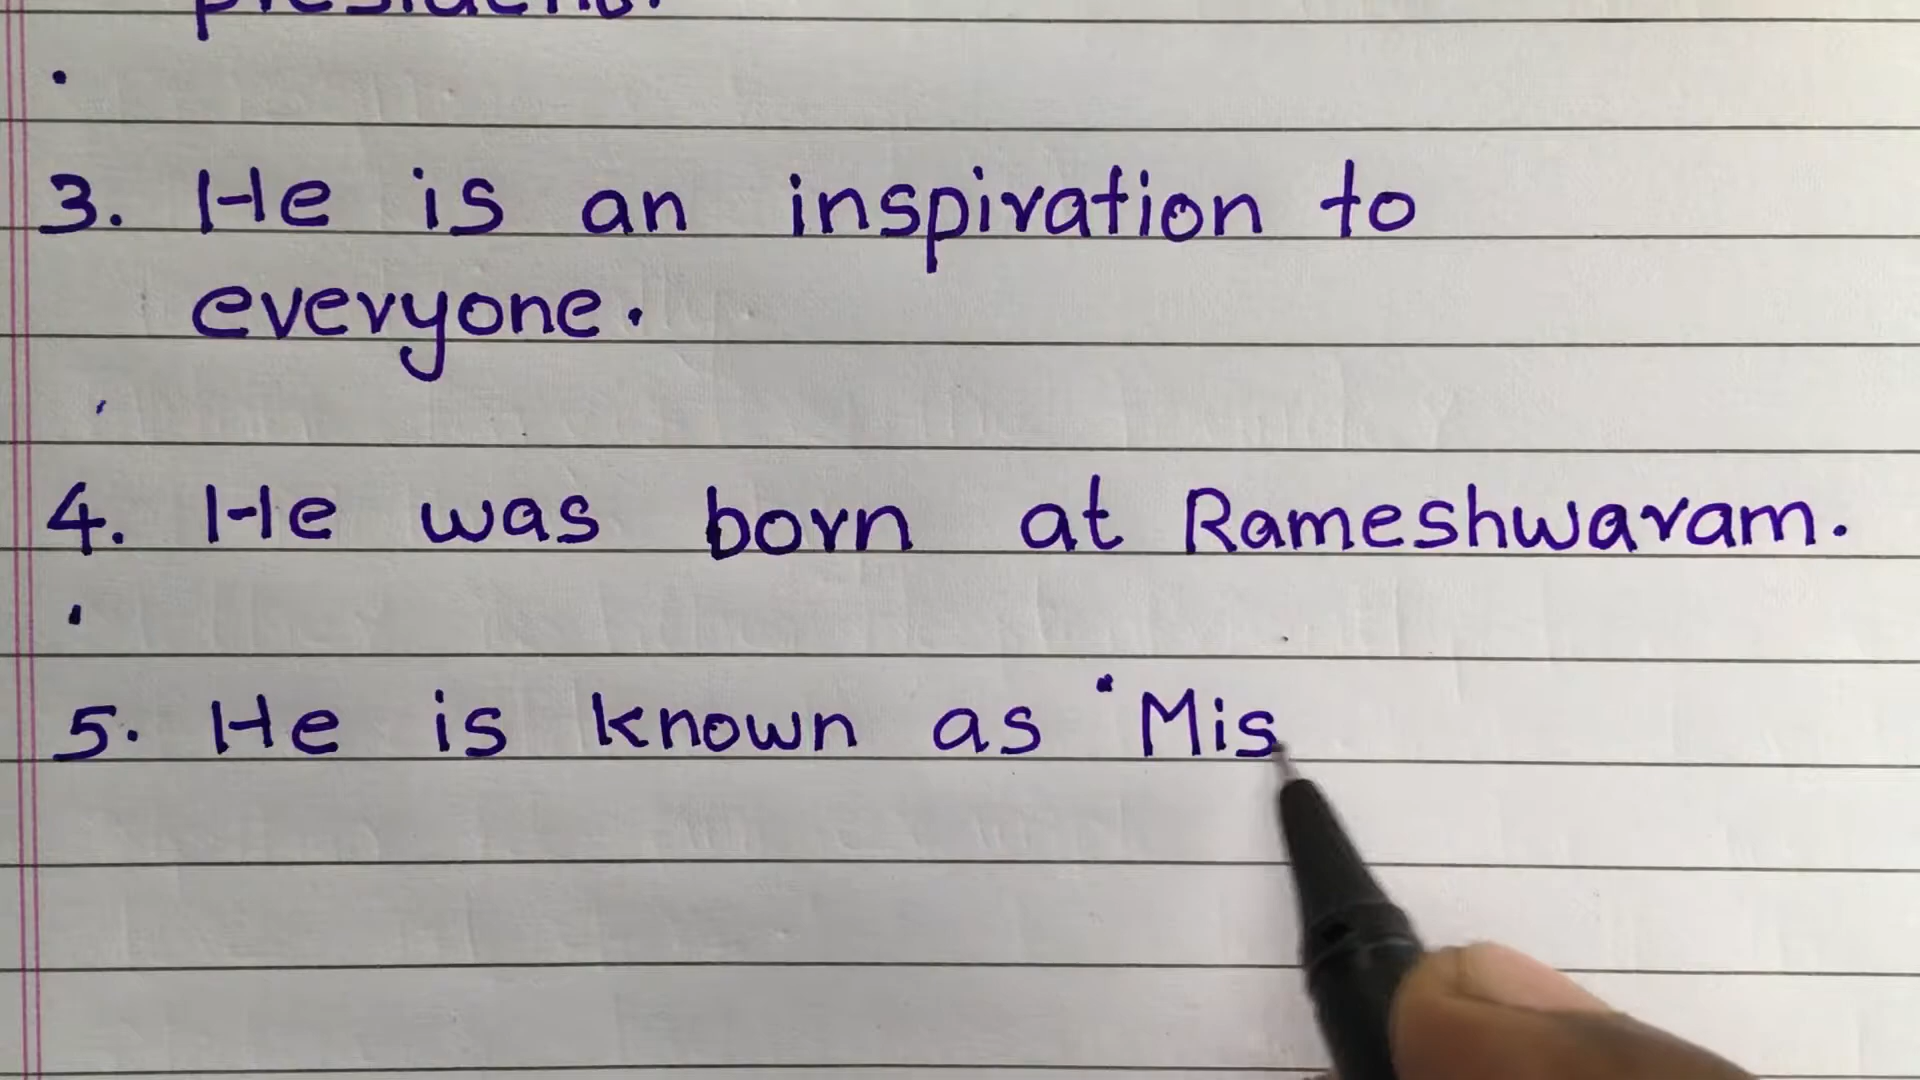 3. He is an inspiration to
everyone.
4. He was born at Rameshwaram.
5. He is known as 'Mis